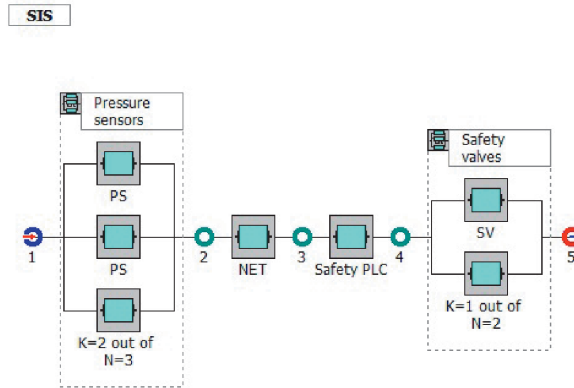 SIS
Pressure
sensors
PS
PS
K=2 out of
N=3
1
2
NET
3
Safety PLC
4
Safety
valves
SV
K=1 out of
N=2
5